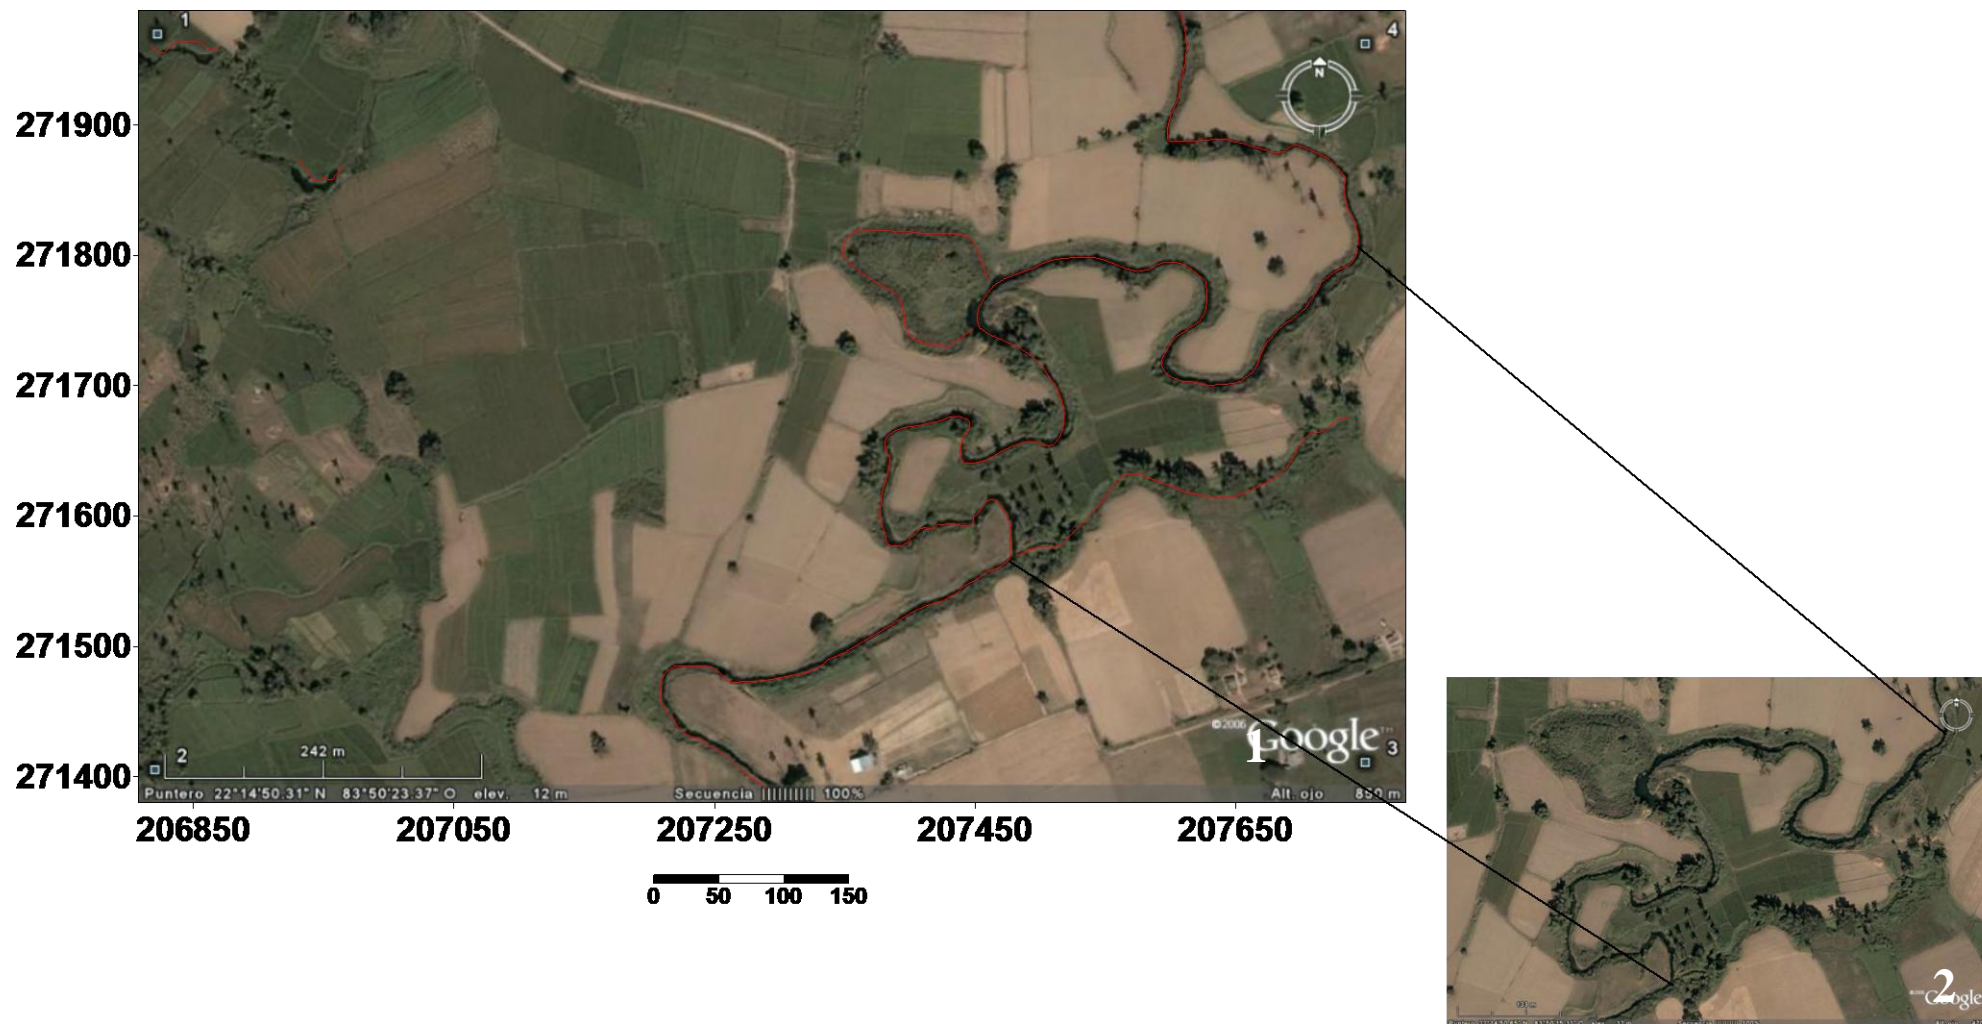 1
4
N
271900
271800
271700
271600
271500
271400
2
242 m
©2006 Google™
1
3
Puntero 22°14'50.31" N 83°50'23.37" O elev. 12 m Secuencia |||||||||| 100% Alt. ojo 850 m
206850 207050 207250 207450 207650
0 50 100 150
Google
2